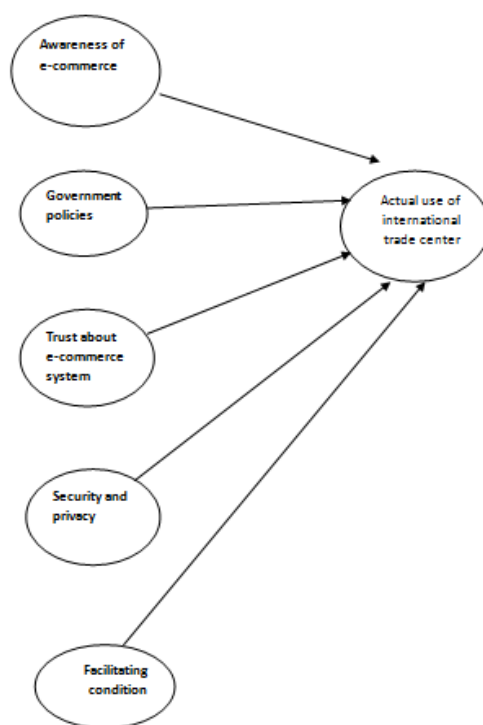 Awareness of
e-commerce
Government
policies
Actual use of
international
trade center
Trust about
e-commerce
system
Security and
privacy
Facilitating
condition